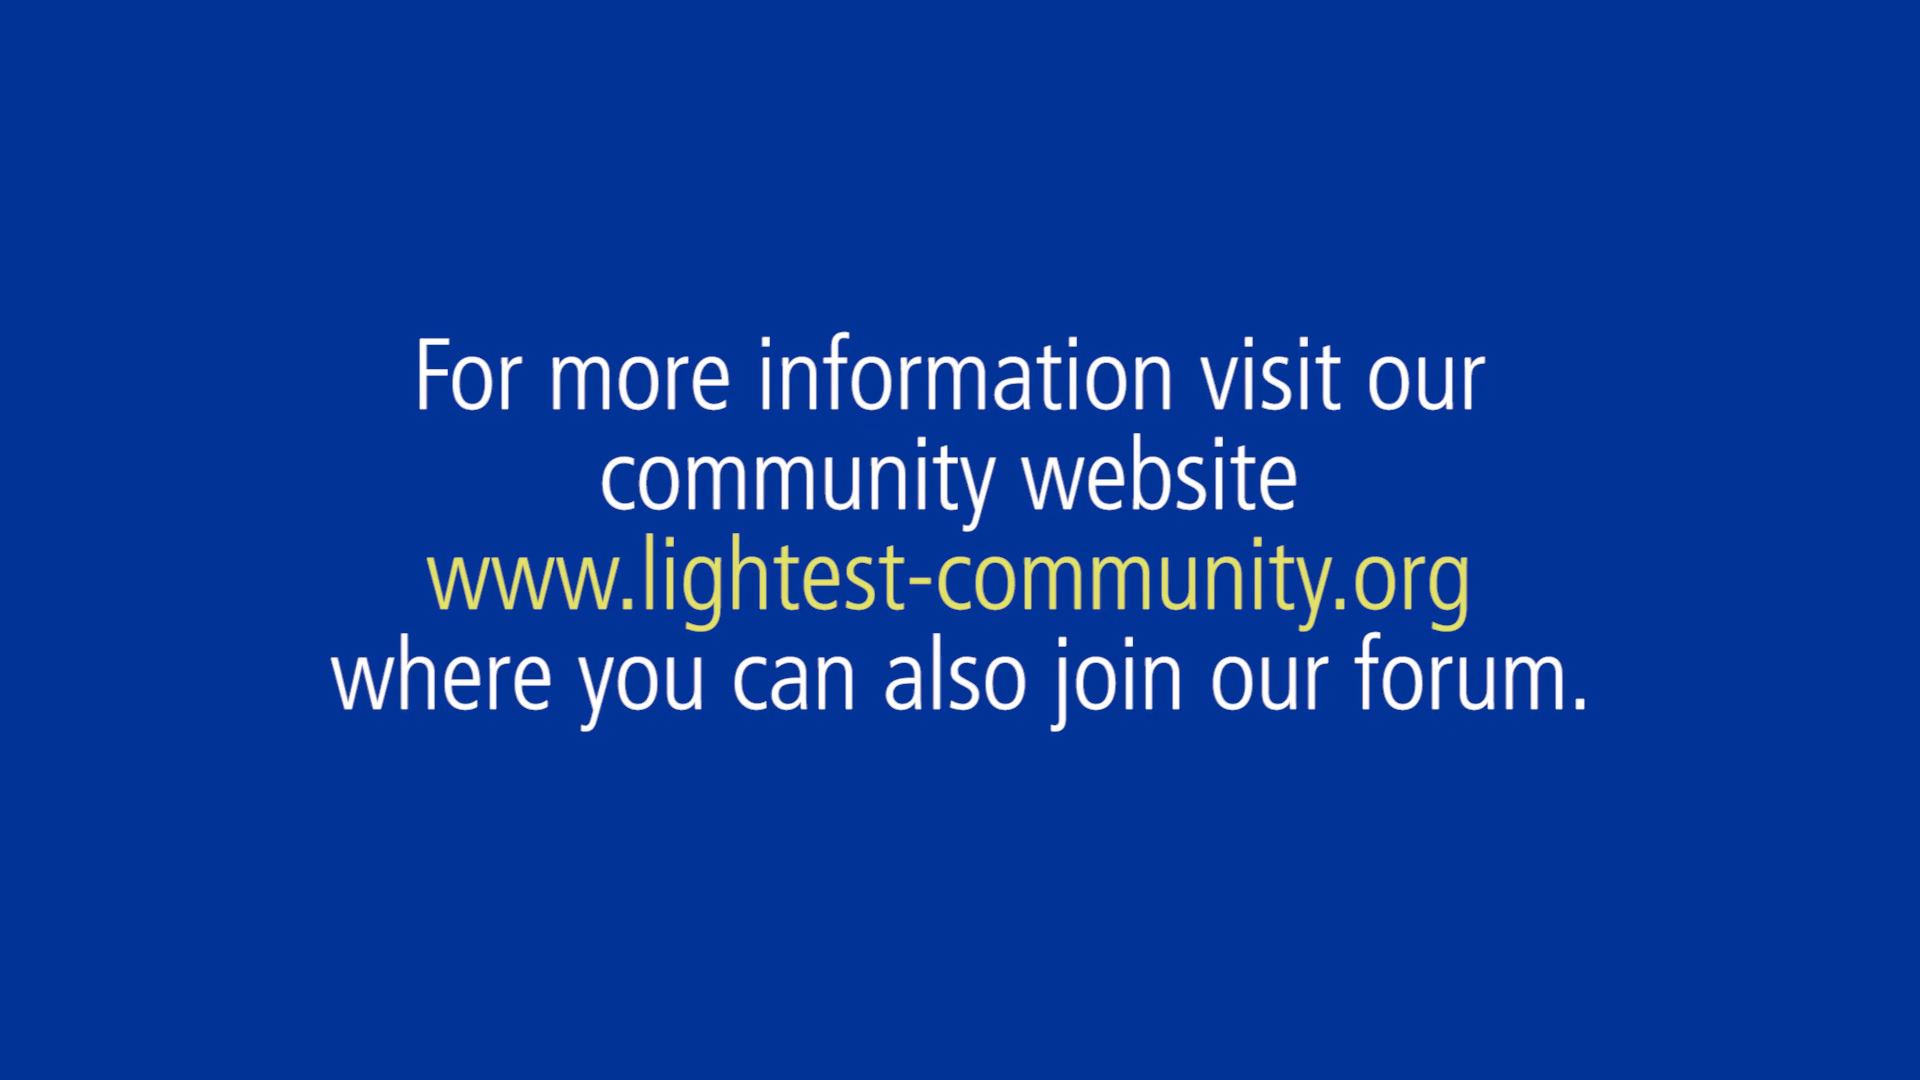 For more information visit our
community website
www.lightest-community.org
where you can also join our forum.